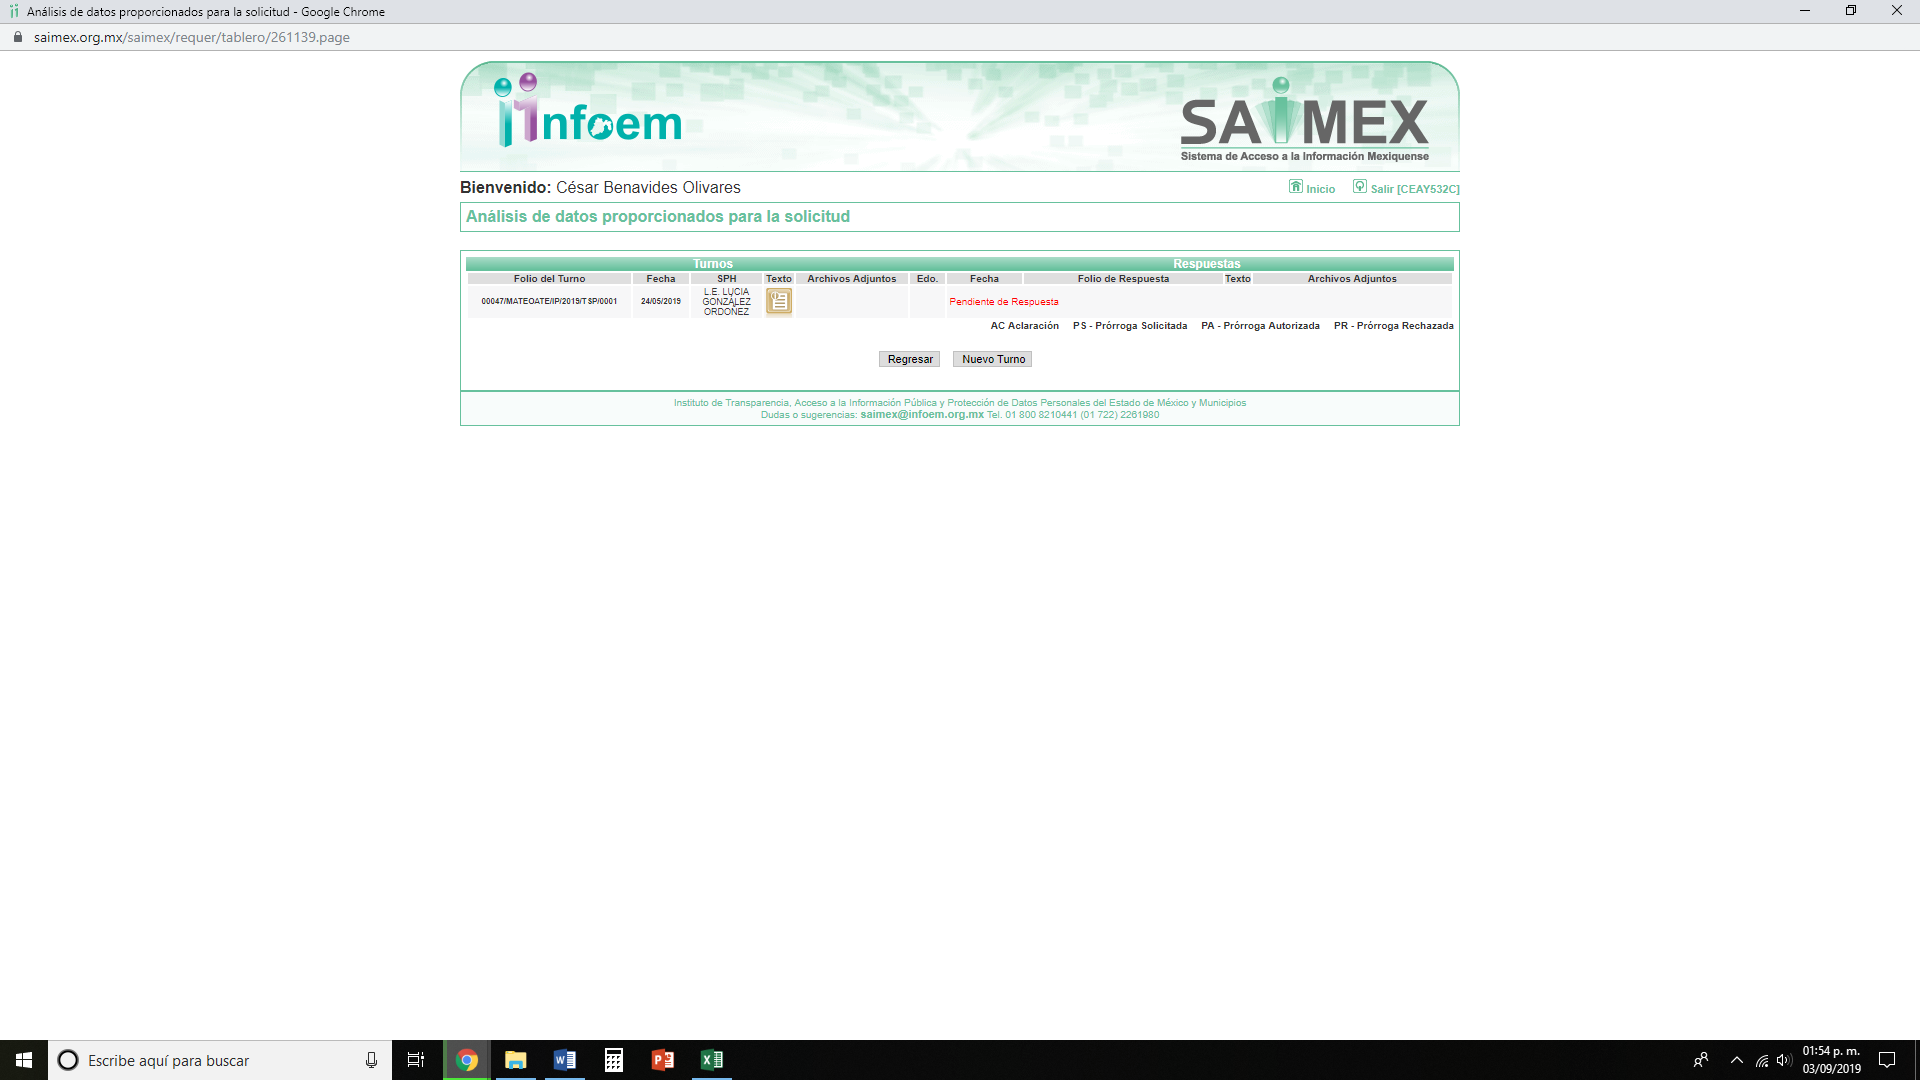 Análisis de datos proporcionados para la solicitud - Google Chrome
saimex.org.mx/saimex/requer/tablero/261139.page
infoem
SAIMEX
Sistema de Acceso a la Información Mexiquense
Bienvenido: César Benavides Olivares
Inicio Salir [CEAY532C]
Análisis de datos proporcionados para la solicitud
Turnos Respuestas
Folio del Turno Fecha SPH Texto Archivos Adjuntos Edo. Fecha Folio de Respuesta Texto Archivos Adjuntos
00047/MATEOATE/IP/2019/TSP/0001 24/05/2019 L.E. LUCIA GONZÁLEZ ORDOÑEZ Pendiente de Respuesta
AC Aclaración PS - Prórroga Solicitada PA - Prórroga Autorizada PR - Prórroga Rechazada
Regresar Nuevo Turno
Instituto de Transparencia, Acceso a la Información Pública y Protección de Datos Personales del Estado de México y Municipios
Dudas o sugerencias: saimex@infoem.org.mx Tel. 01 800 8210441 (01 722) 2261980
Escribe aquí para buscar
01:54 p. m.
03/09/2019